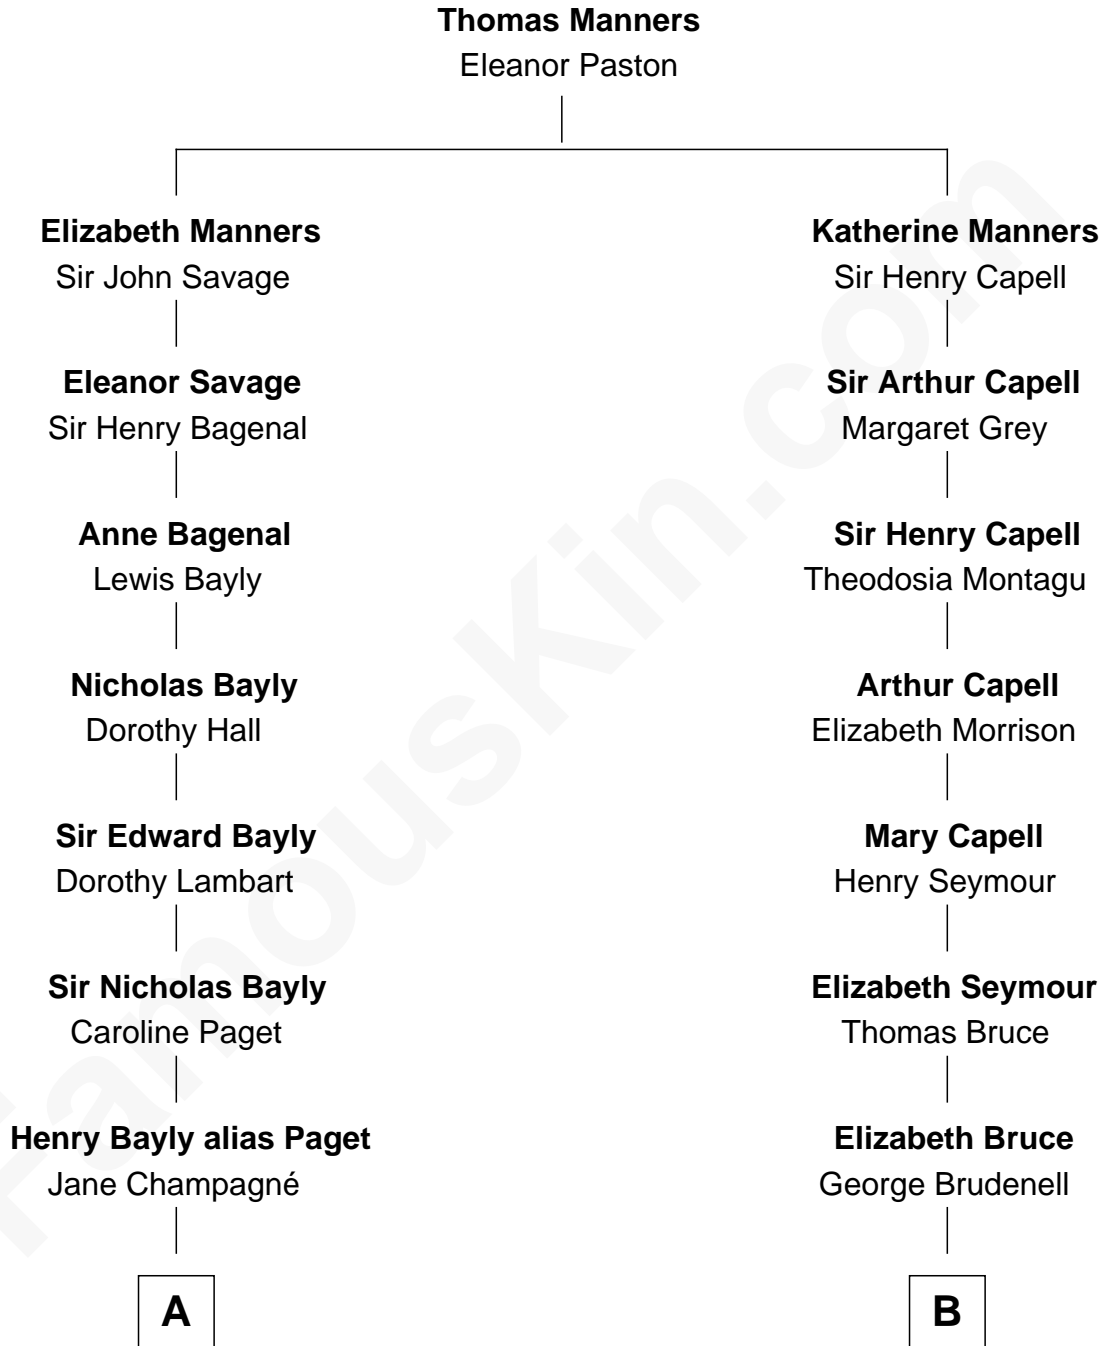 Thomas Manners
Eleanor Paston
Elizabeth Manners
Sir John Savage
Katherine Manners
Sir Henry Capell
Eleanor Savage
Sir Henry Bagenal
Sir Arthur Capell
Margaret Grey
Anne Bagenal
Lewis Bayly
Sir Henry Capell
Theodosia Montagu
Nicholas Bayly
Dorothy Hall
Arthur Capell
Elizabeth Morrison
Sir Edward Bayly
Dorothy Lambart
Mary Capell
Henry Seymour
Sir Nicholas Bayly
Caroline Paget
Elizabeth Seymour
Thomas Bruce
Henry Bayly alias Paget
Jane Champagné
Elizabeth Bruce
George Brudenell
A
B
FamousKin.com